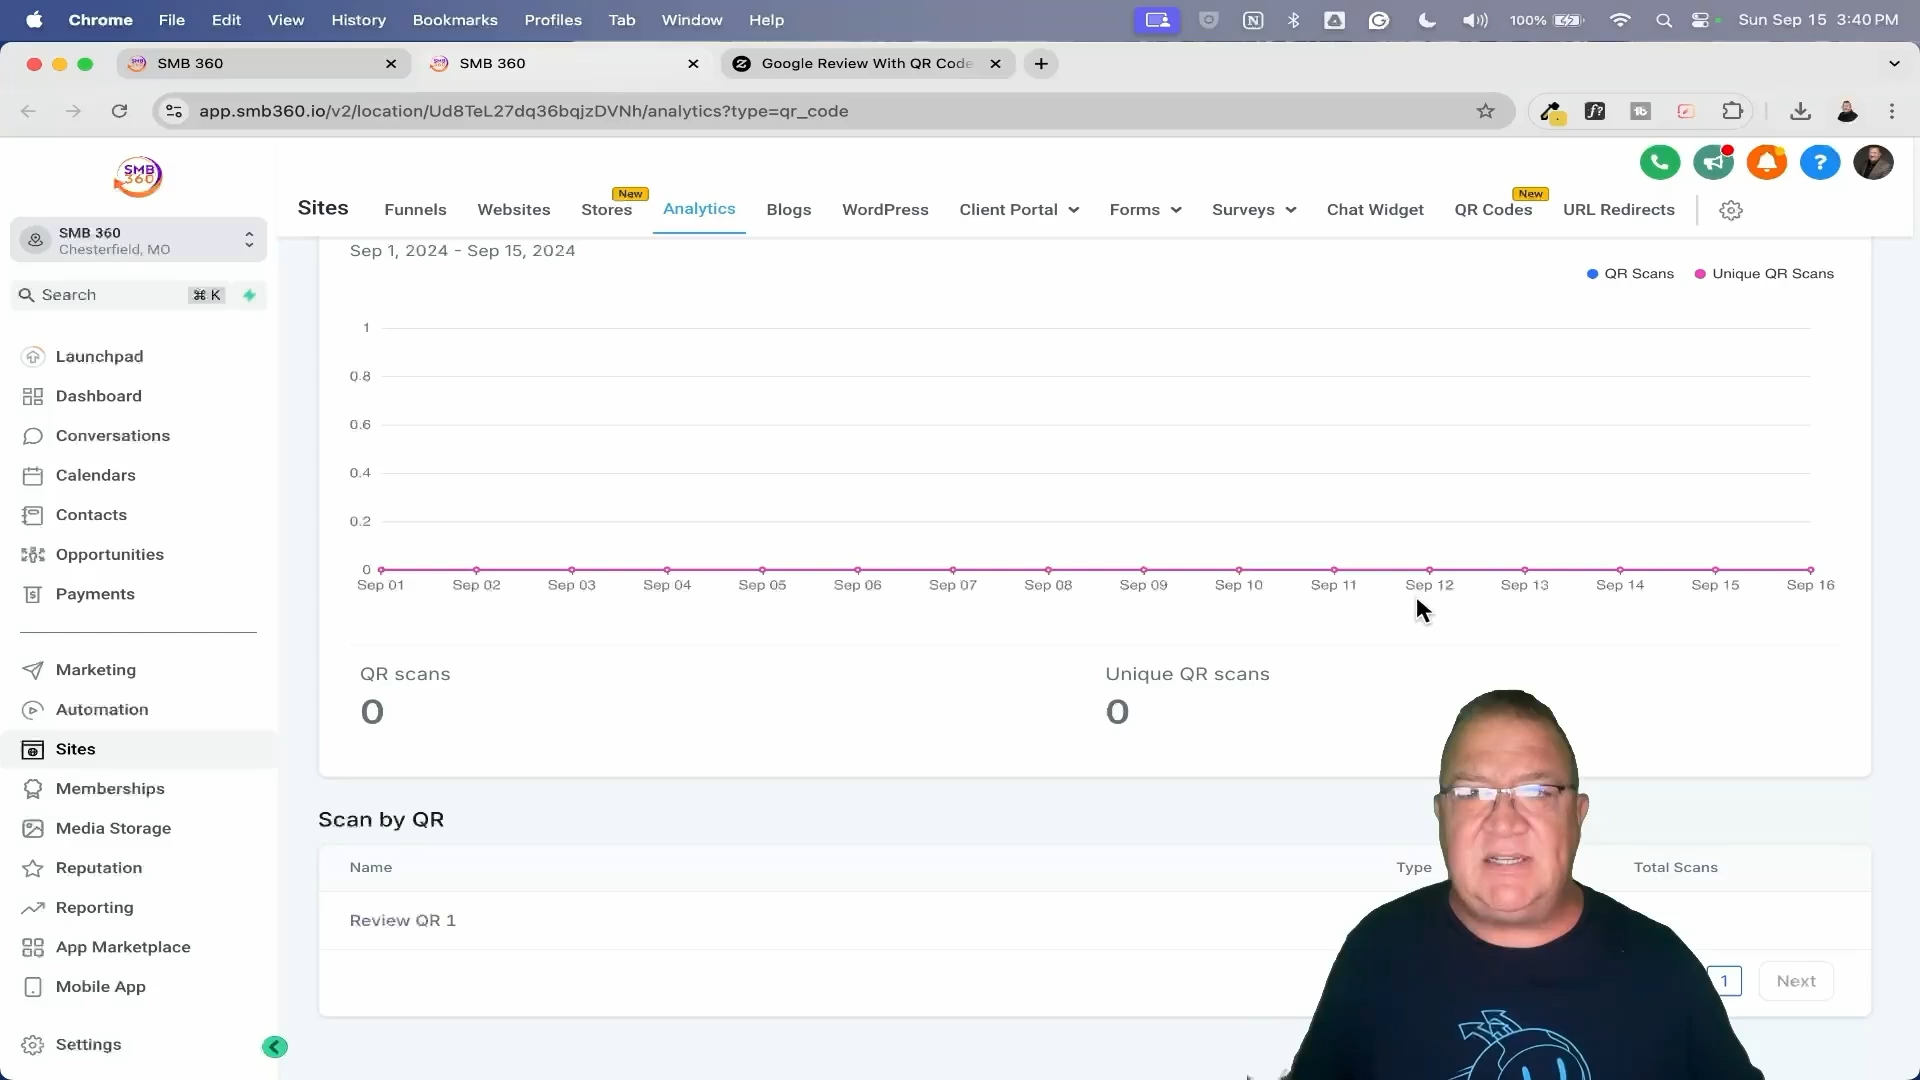 Chrome File Edit View History Bookmarks Profiles Tab Window Help 100% Sun Sep 15 3:40 PM
SMB 360
SMB 360
Google Review With QR Code
app.smb360.io/v2/location/Ud8TeL27dq36bqjzDVNh/analytics?type=qr_code
SMB
360
SMB 360
Chesterfield, MO
Search ⌘ K
Launchpad
Dashboard
Conversations
Calendars
Contacts
Opportunities
Payments
Marketing
Automation
Sites
Memberships
Media Storage
Reputation
Reporting
App Marketplace
Mobile App
Settings
New
New
Sites Funnels Websites Stores Analytics Blogs WordPress Client Portal Forms Surveys Chat Widget QR Codes URL Redirects
Sep 1, 2024 - Sep 15, 2024
QR Scans Unique QR Scans
1
0.8
0.6
0.4
0.2
0
Sep 01 Sep 02 Sep 03 Sep 04 Sep 05 Sep 06 Sep 07 Sep 08 Sep 09 Sep 10 Sep 11 Sep 12 Sep 13 Sep 14 Sep 15 Sep 16
QR scans
0
Unique QR scans
0
Scan by QR
Name Type Total Scans
Review QR 1
1 Next